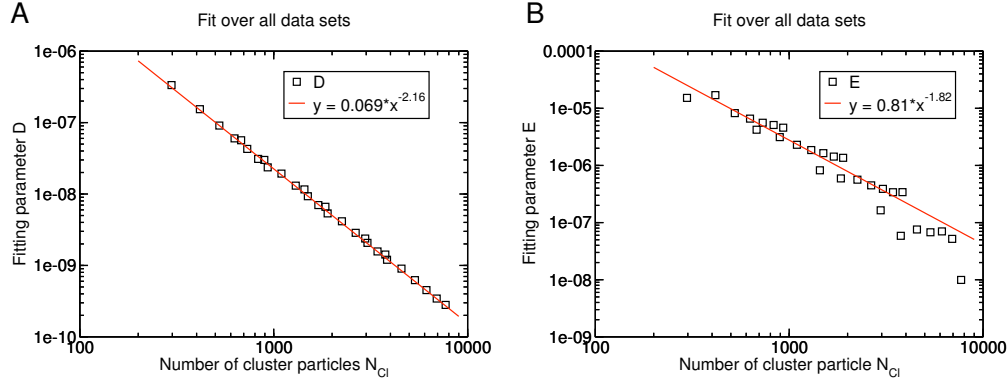 A
Fit over all data sets
1e-06
1e-07
1e-08
1e-09
1e-10
Fitting parameter D
D
y = 0.069*x^-2.16
100
1000
10000
Number of cluster particles N_Cl
B
Fit over all data sets
0.0001
1e-05
1e-06
1e-07
1e-08
1e-09
Fitting parameter E
E
y = 0.81*x^-1.82
100
1000
10000
Number of cluster particle N_Cl